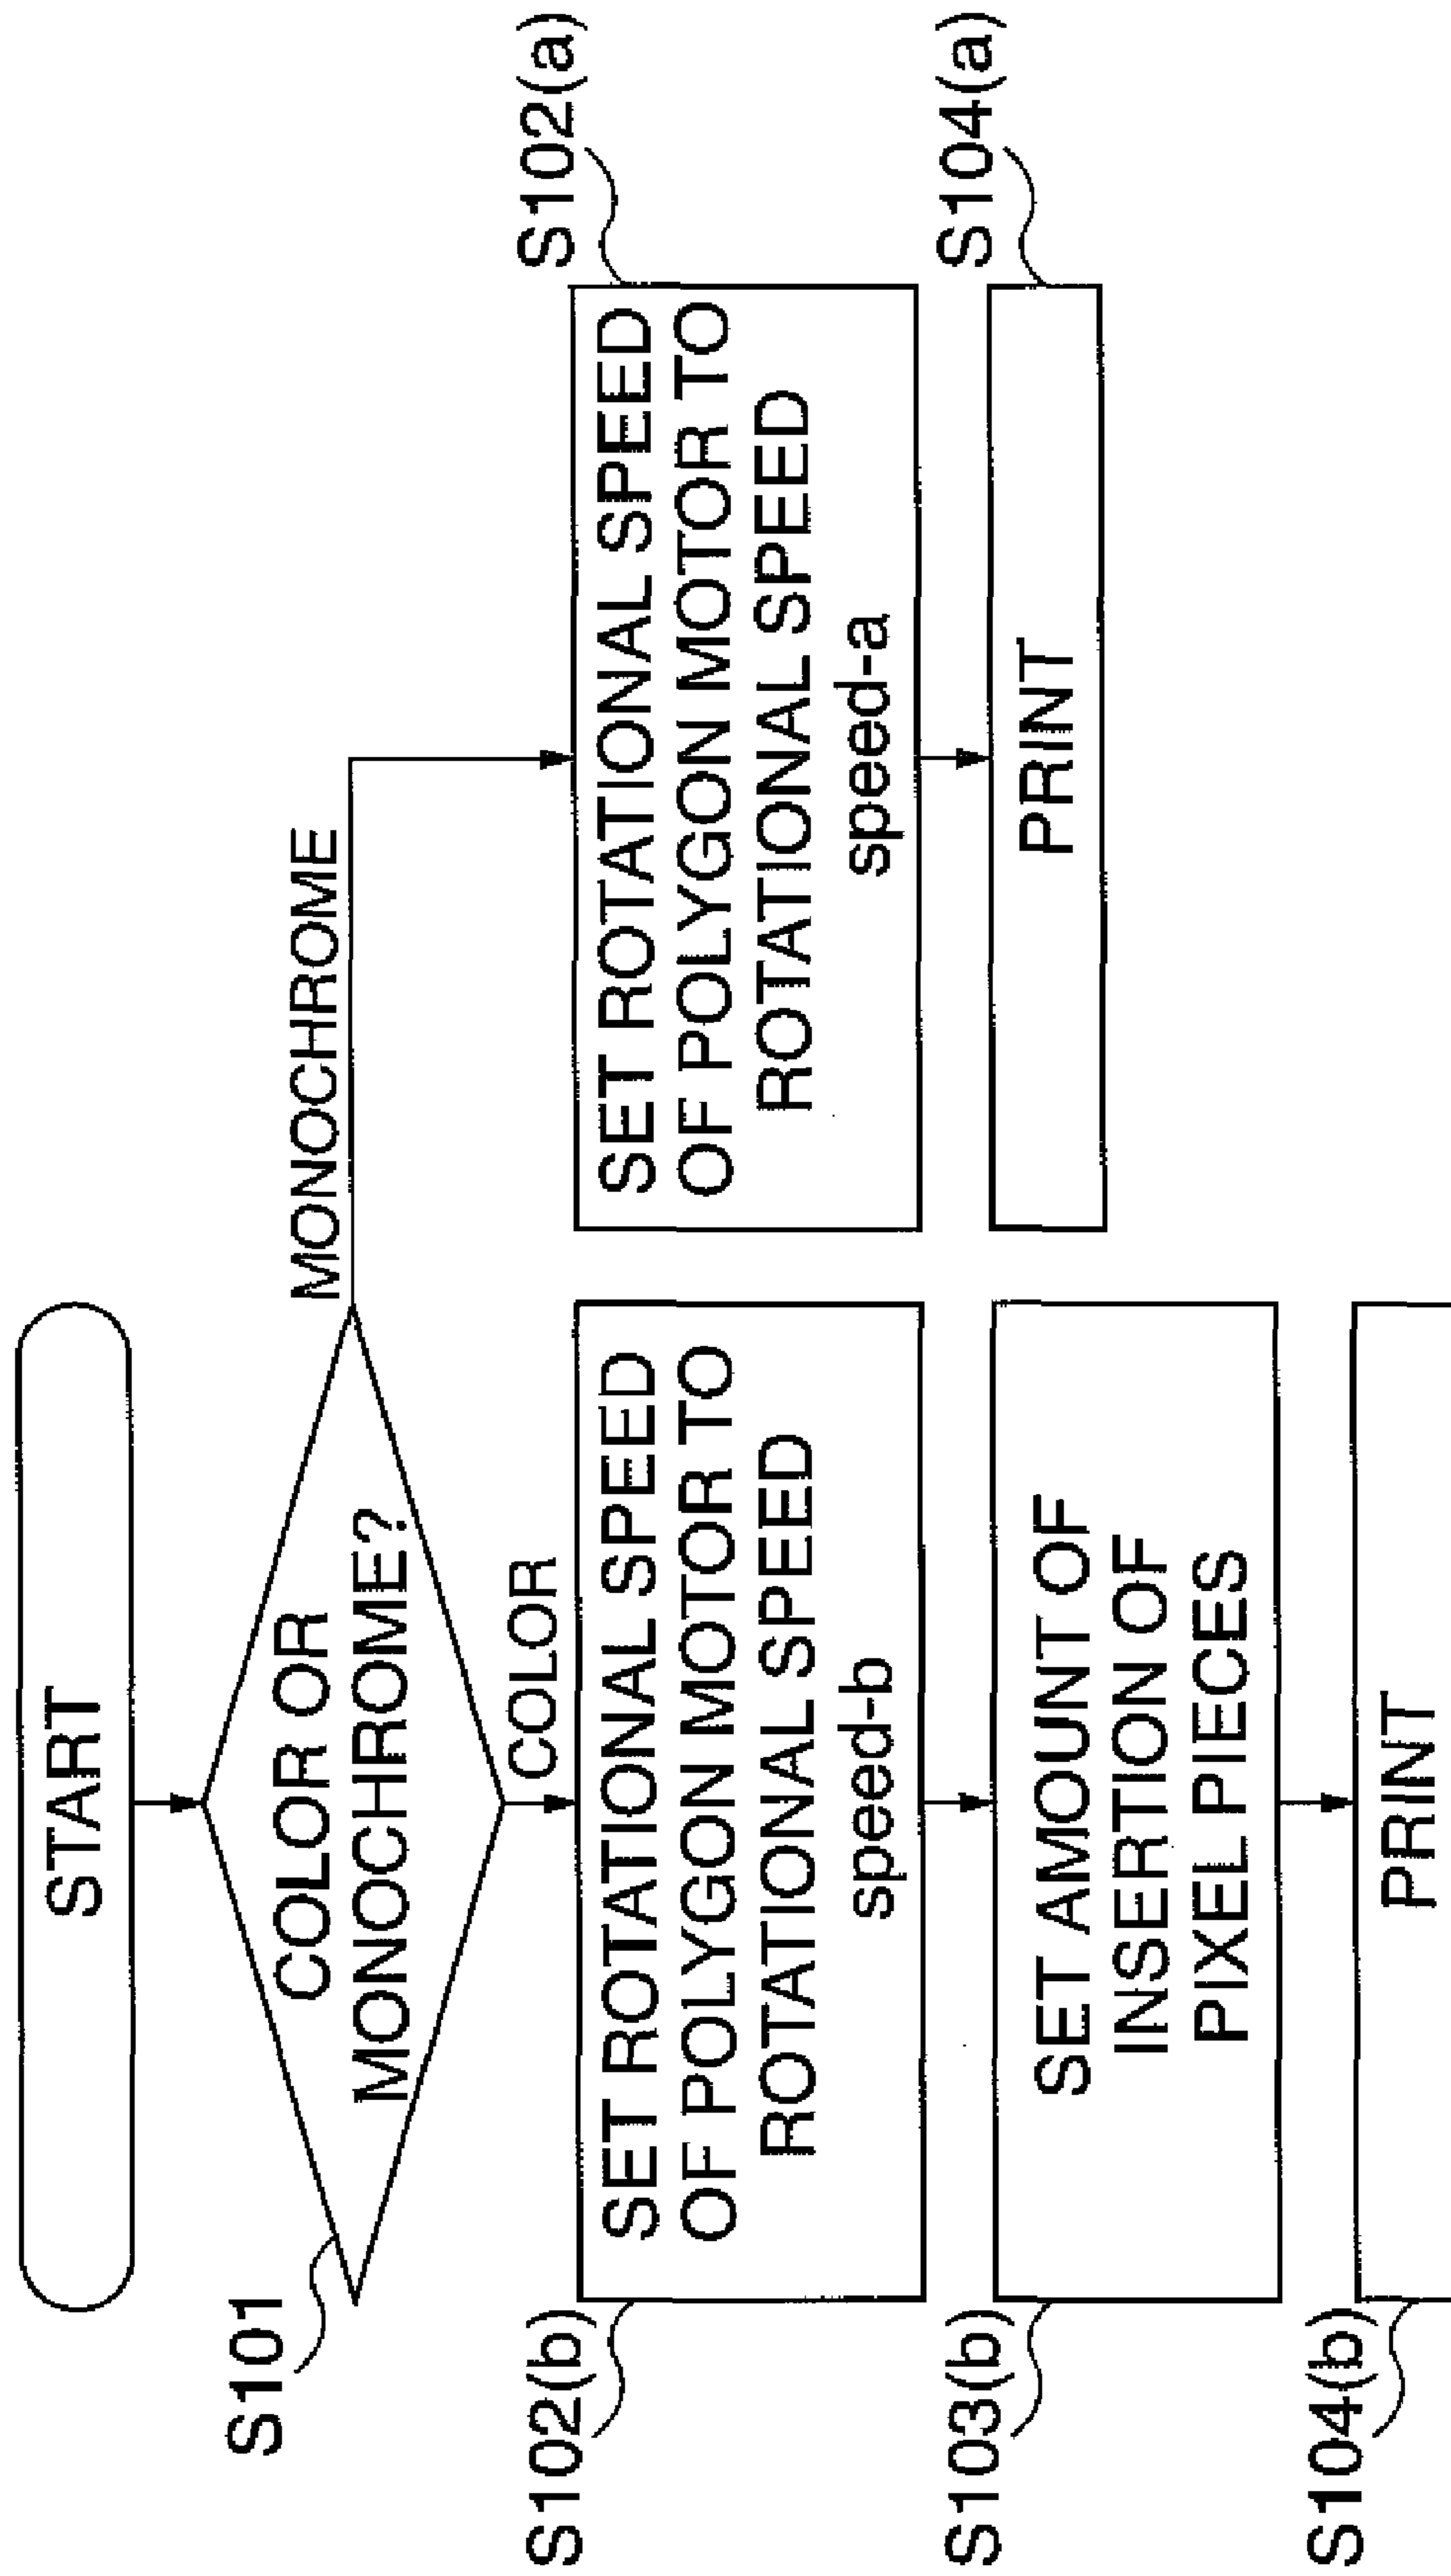 START
S101
COLOR OR
MONOCHROME?
MONOCHROME
COLOR
S102(b)
SET ROTATIONAL SPEED
OF POLYGON MOTOR TO
ROTATIONAL SPEED
speed-b
SET ROTATIONAL SPEED
OF POLYGON MOTOR TO
ROTATIONAL SPEED
speed-a
S102(a)
S103(b)
SET AMOUNT OF
INSERTION OF
PIXEL PIECES
PRINT
S104(a)
S104(b)
PRINT